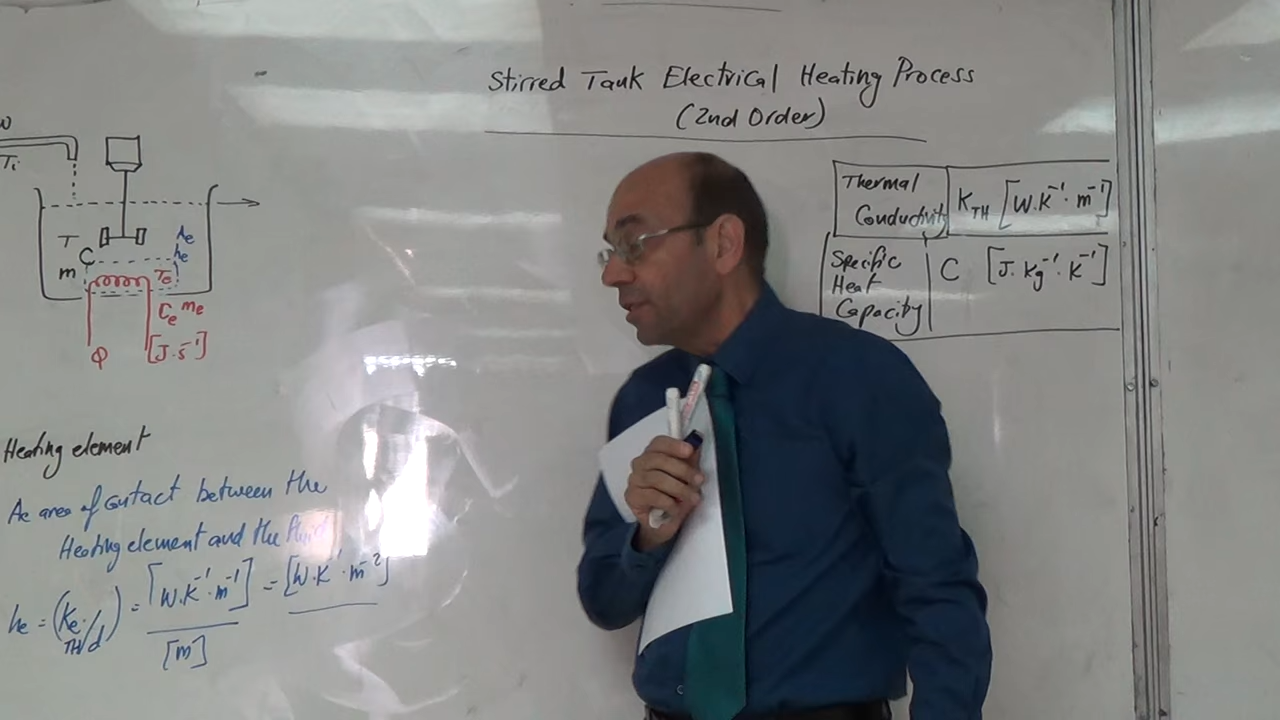 Stirred Tank Electrical Heating Process
(2nd Order)
Thermal
Conductivity
K_TH [W.K⁻¹.m⁻¹]
Specific
Heat
Capacity
C [J.Kg⁻¹.K⁻¹]
Ti
T
C
m
Ae
he
Te
Ce me
Φ [J.s⁻¹]
Heating element
Ae area of contact between the
Heating element and the fluid
he = (Ke_TH/d) = [W.K⁻¹.m⁻¹]/[m] = [W.K⁻¹.m⁻²]